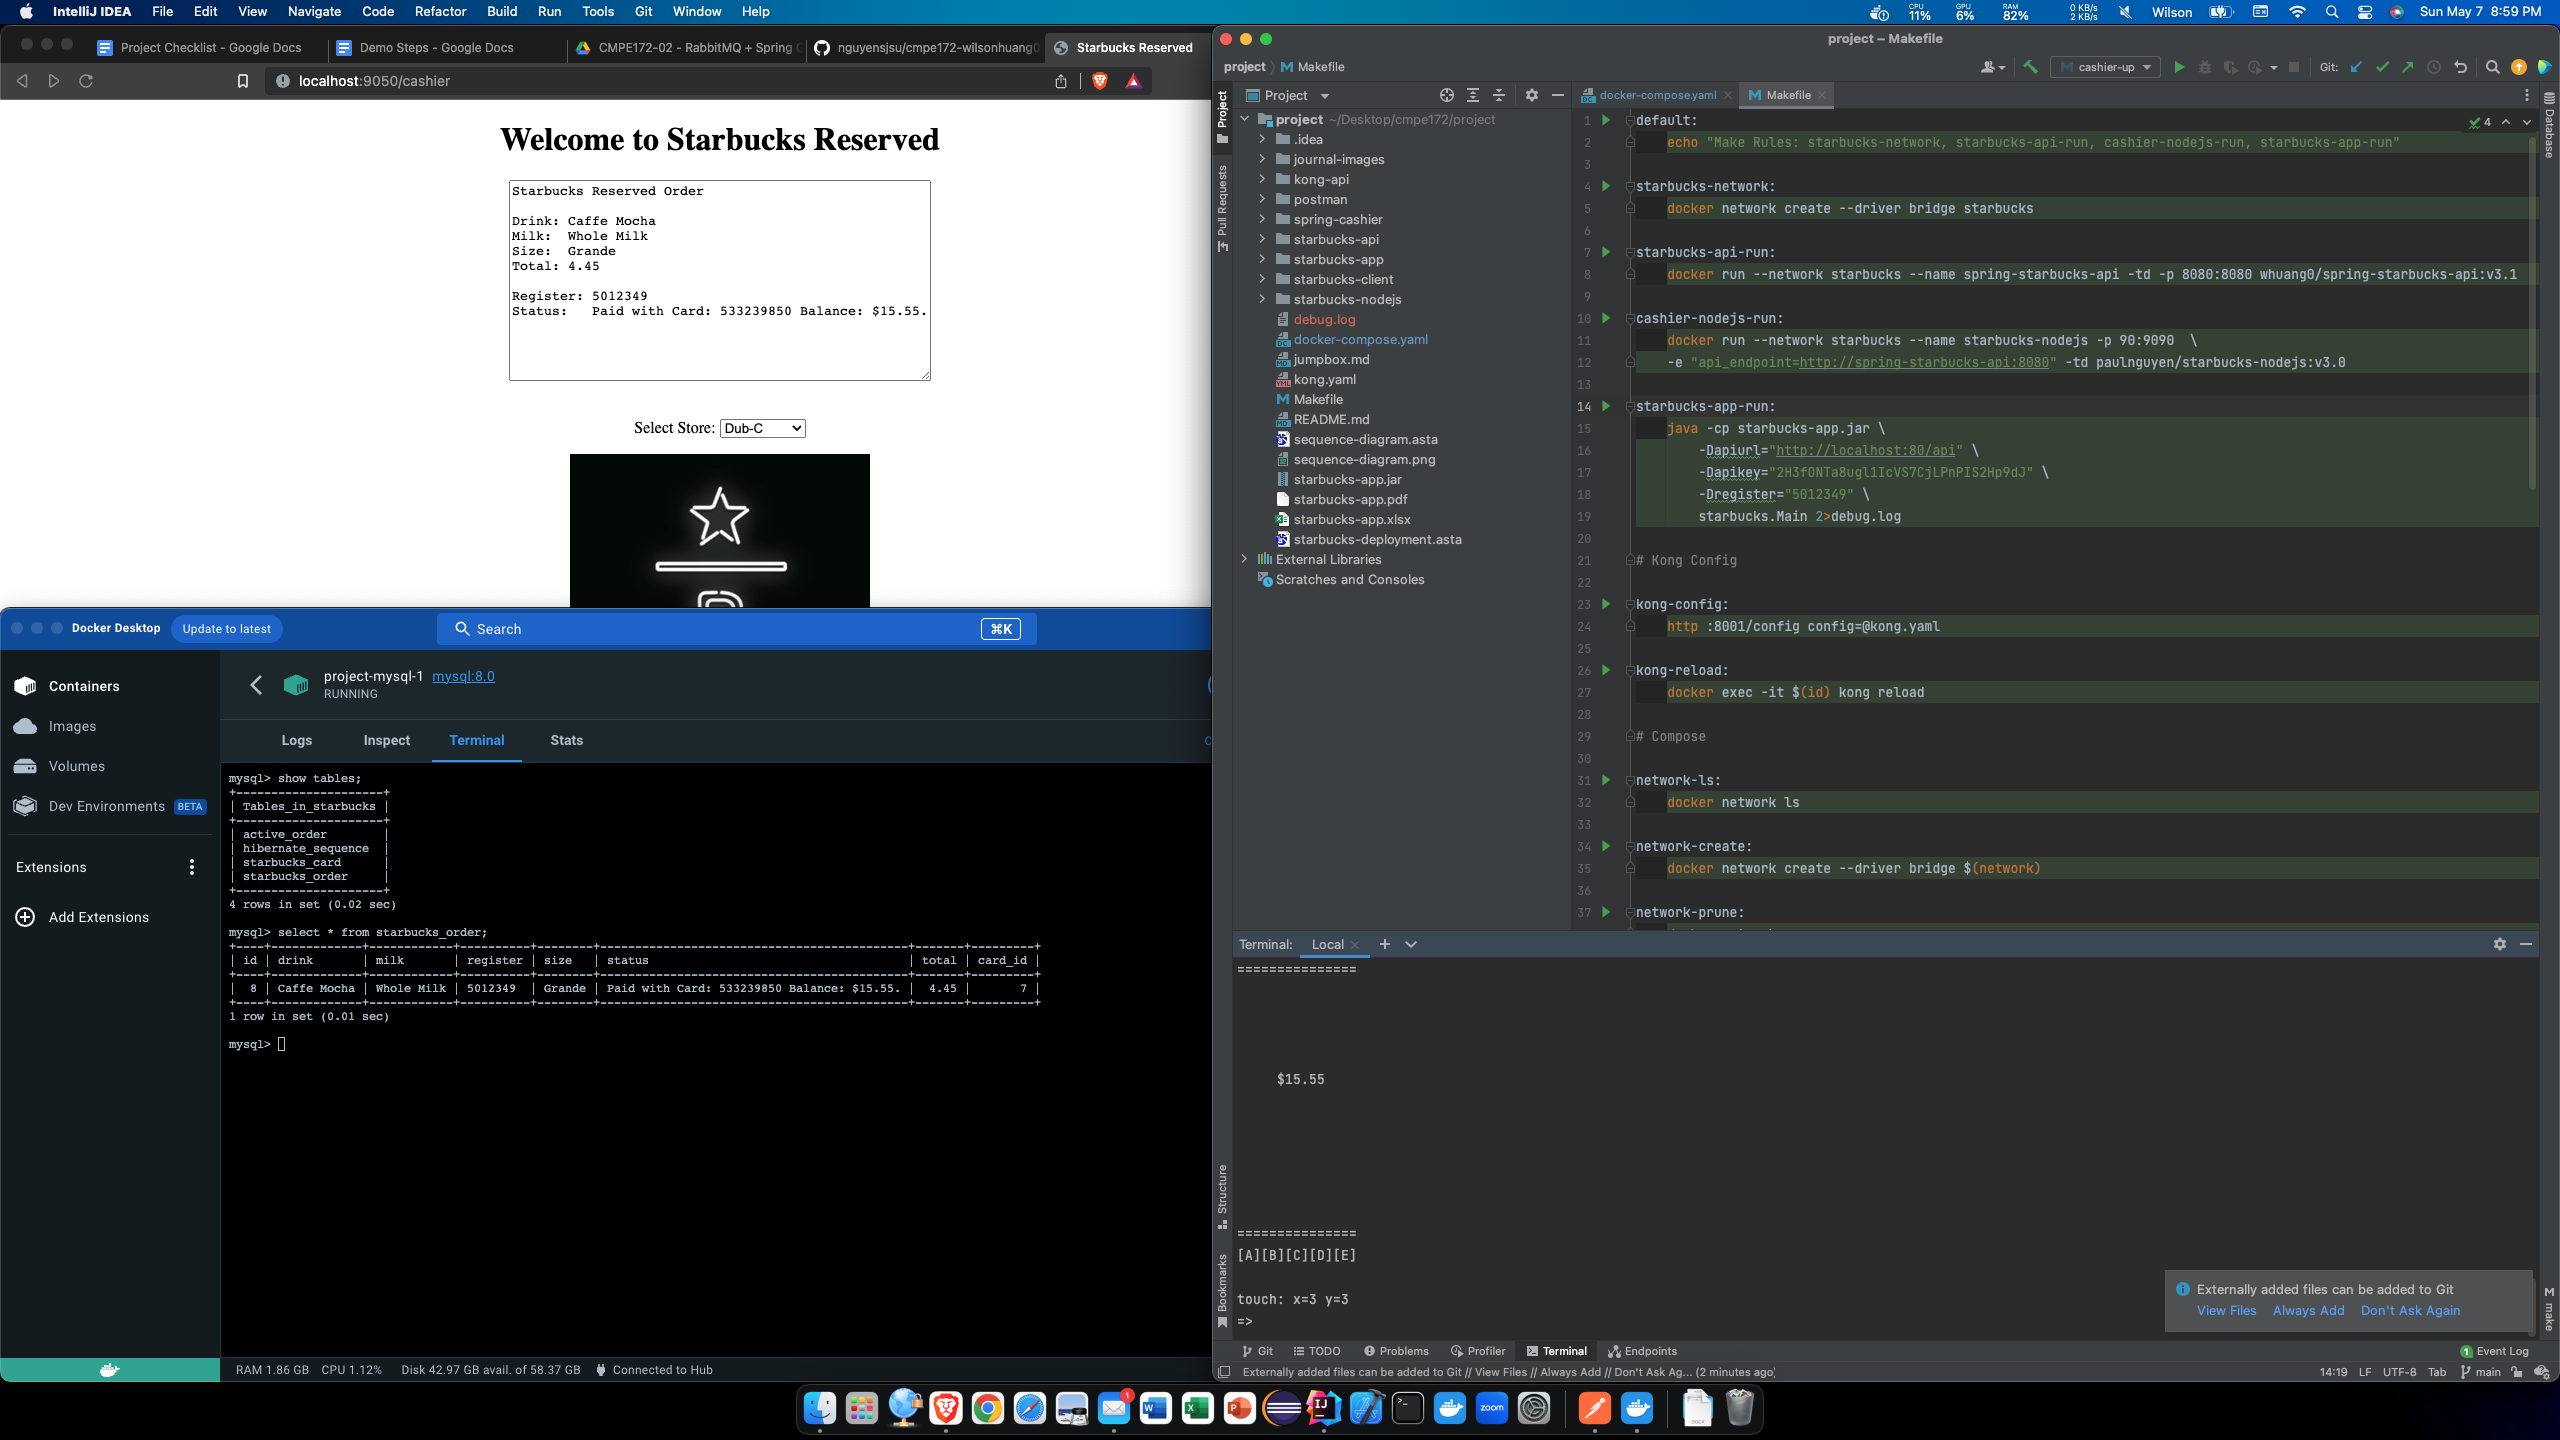 IntelliJ IDEA File Edit View Navigate Code Refactor Build Run Tools Git Window Help
CPU 11% GPU 6% RAM 82% 0 KB/s 2 KB/s Wilson Sun May 7 8:59 PM
Project Checklist - Google Docs
Demo Steps - Google Docs
CMPE172-02 - RabbitMQ + Spring
nguyensjsu/cmpe172-wilsonhuang0
Starbucks Reserved
localhost:9050/cashier
Welcome to Starbucks Reserved
Starbucks Reserved Order
Drink: Caffe Mocha
Milk:  Whole Milk
Size:  Grande
Total: 4.45
Register: 5012349
Status:   Paid with Card: 533239850 Balance: $15.55.
Select Store: Dub-C
Docker Desktop Update to latest Search ⌘K
Containers
Images
Volumes
Dev Environments BETA
Extensions
Add Extensions
project-mysql-1 mysql:8.0
RUNNING
Logs Inspect Terminal Stats
mysql> show tables;
+---------------------+
| Tables_in_starbucks |
+---------------------+
| active_order        |
| hibernate_sequence  |
| starbucks_card      |
| starbucks_order     |
+---------------------+
4 rows in set (0.02 sec)
mysql> select * from starbucks_order;
+----+-------------+------------+----------+--------+----------------------------------------+-------+---------+
| id | drink       | milk       | register | size   | status                                 | total | card_id |
+----+-------------+------------+----------+--------+----------------------------------------+-------+---------+
|  8 | Caffe Mocha | Whole Milk | 5012349  | Grande | Paid with Card: 533239850 Balance: $15.55. |  4.45 |       7 |
+----+-------------+------------+----------+--------+----------------------------------------+-------+---------+
1 row in set (0.01 sec)
mysql>
RAM 1.86 GB CPU 1.12% Disk 42.97 GB avail. of 58.37 GB Connected to Hub
project – Makefile
project Makefile
cashier-up Git:
Project
docker-compose.yaml
Makefile
Project
Pull Requests
Structure
Bookmarks
Database
make
project ~/Desktop/cmpe172/project
.idea
journal-images
kong-api
postman
spring-cashier
starbucks-api
starbucks-app
starbucks-client
starbucks-nodejs
debug.log
docker-compose.yaml
jumpbox.md
kong.yaml
Makefile
README.md
sequence-diagram.asta
sequence-diagram.png
starbucks-app.jar
starbucks-app.pdf
starbucks-app.xlsx
starbucks-deployment.asta
External Libraries
Scratches and Consoles
4
1 default:
2 echo "Make Rules: starbucks-network, starbucks-api-run, cashier-nodejs-run, starbucks-app-run"
3
4 starbucks-network:
5 docker network create --driver bridge starbucks
6
7 starbucks-api-run:
8 docker run --network starbucks --name spring-starbucks-api -td -p 8080:8080 whuang0/spring-starbucks-api:v3.1
9
10 cashier-nodejs-run:
11 docker run --network starbucks --name starbucks-nodejs -p 90:9090  \
12 -e "api_endpoint=http://spring-starbucks-api:8080" -td paulnguyen/starbucks-nodejs:v3.0
13
14 starbucks-app-run:
15 java -cp starbucks-app.jar \
16 -Dapiurl="http://localhost:80/api" \
17 -Dapikey="2H3fONTa8ugl1IcVS7CjLPnPIS2Hp9dJ" \
18 -Dregister="5012349" \
19 starbucks.Main 2>debug.log
20
21 # Kong Config
22
23 kong-config:
24 http :8001/config config=@kong.yaml
25
26 kong-reload:
27 docker exec -it $(id) kong reload
28
29 # Compose
30
31 network-ls:
32 docker network ls
33
34 network-create:
35 docker network create --driver bridge $(network)
36
37 network-prune:
Terminal: Local
===============
$15.55
===============
[A][B][C][D][E]
touch: x=3 y=3
=>
Externally added files can be added to Git
View Files Always Add Don't Ask Again
Git TODO Problems Profiler Terminal Endpoints 1 Event Log
Externally added files can be added to Git // View Files // Always Add // Don't Ask Ag... (2 minutes ago) 14:19 LF UTF-8 Tab main
1
zoom